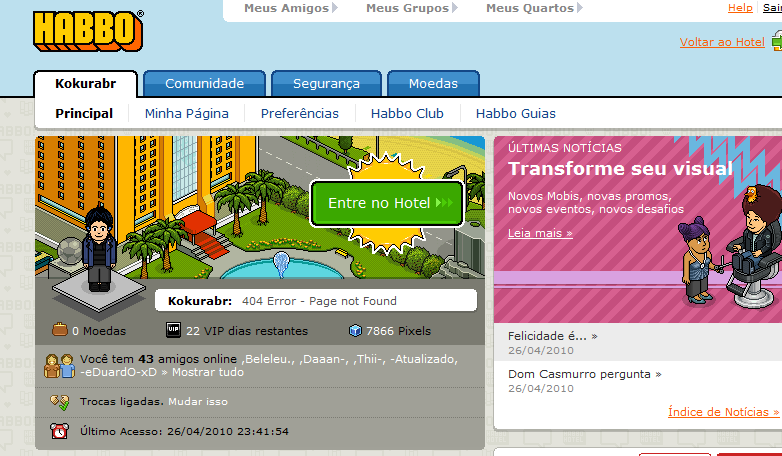 HABBO
Meus Amigos Meus Grupos Meus Quartos
Help
Voltar ao Hotel
Kokurabr Comunidade Segurança Moedas
Principal Minha Página Preferências Habbo Club Habbo Guias
Entre no Hotel
Kokurabr: 404 Error - Page not Found
0 Moedas VIP 22 VIP dias restantes 7866 Pixels
Você tem 43 amigos online ,Beleleu., ,Daaan-, ,Thii-, -Atualizado,
-eDuardO-xD » Mostrar tudo
Trocas ligadas. Mudar isso
Último Acesso: 26/04/2010 23:41:54
ÚLTIMAS NOTÍCIAS
Transforme seu visual
Novos Mobis, novas promos,
novos eventos, novos desafios
Leia mais »
Felicidade é... »
26/04/2010
Dom Casmurro pergunta »
26/04/2010
Índice de Notícias »